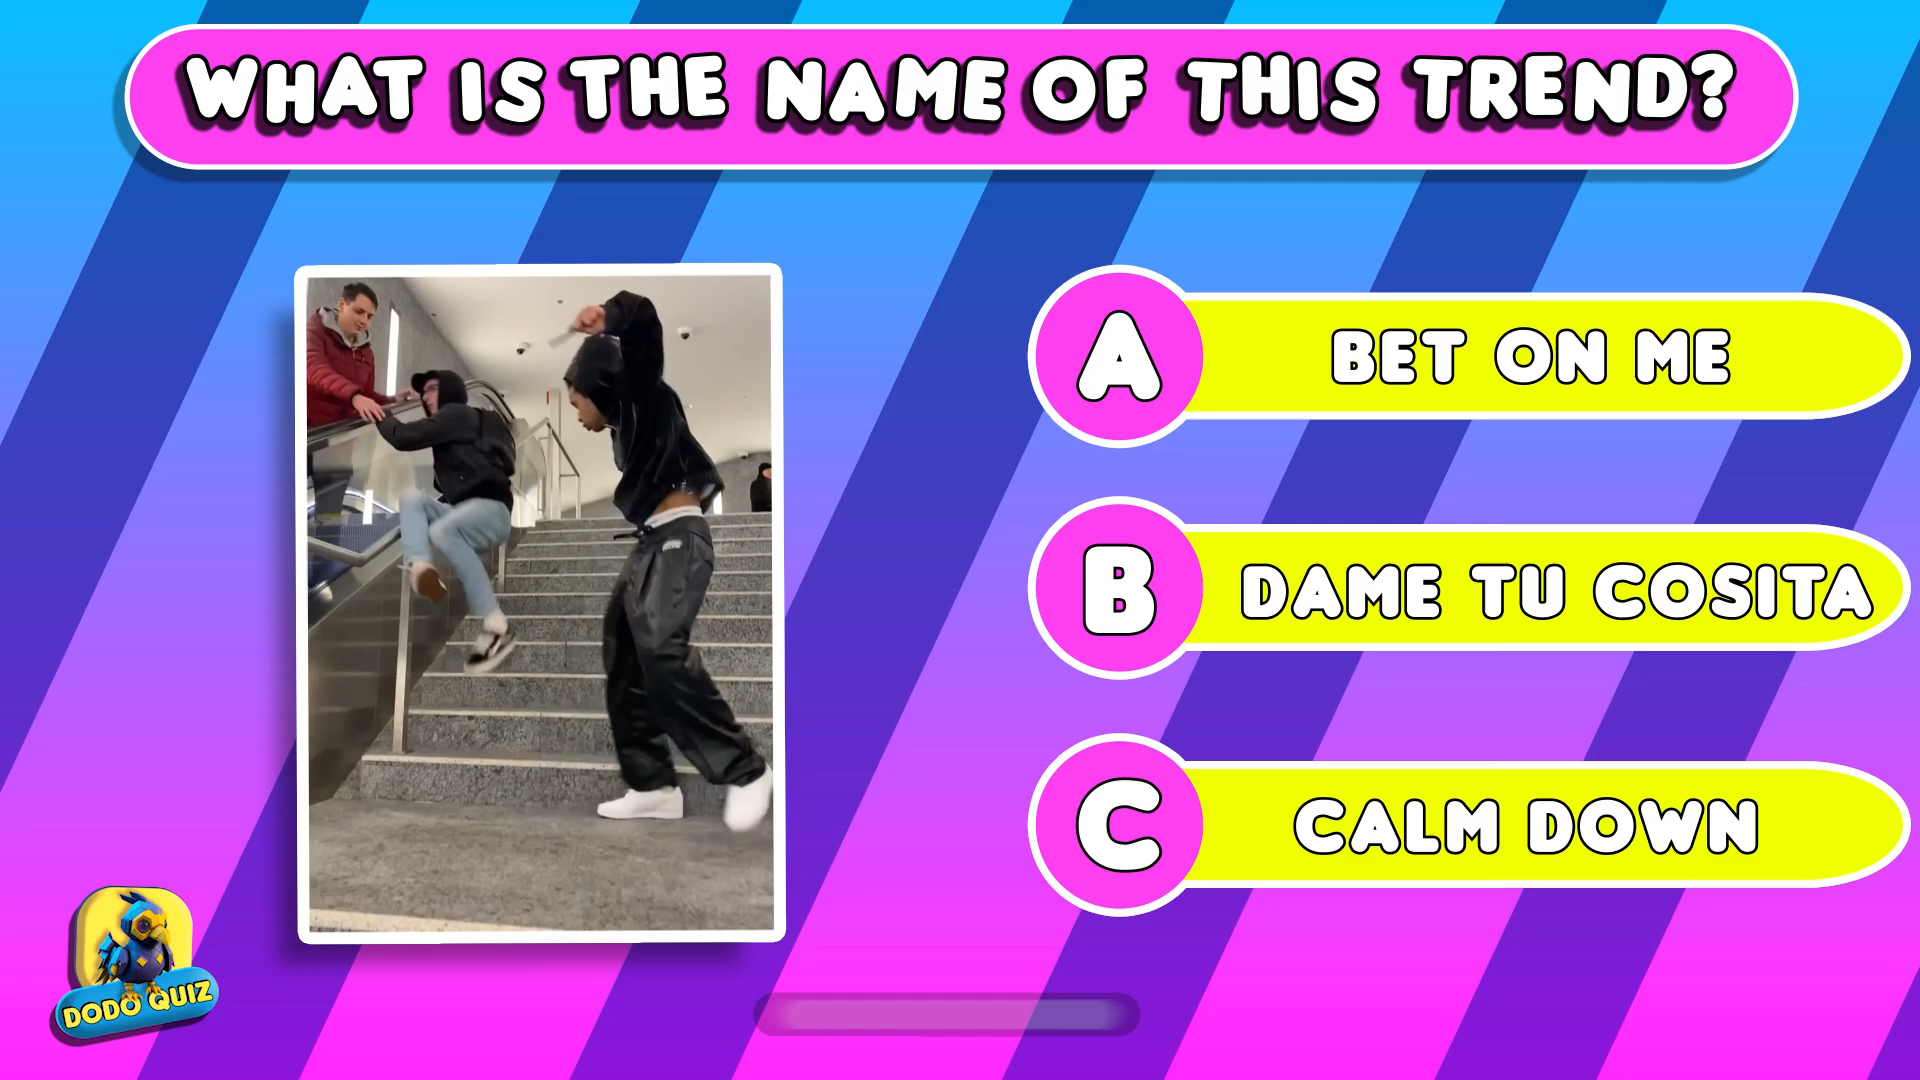 WHAT IS THE NAME OF THIS TREND?
A
BET ON ME
B
DAME TU COSITA
C
CALM DOWN
DODO QUIZ